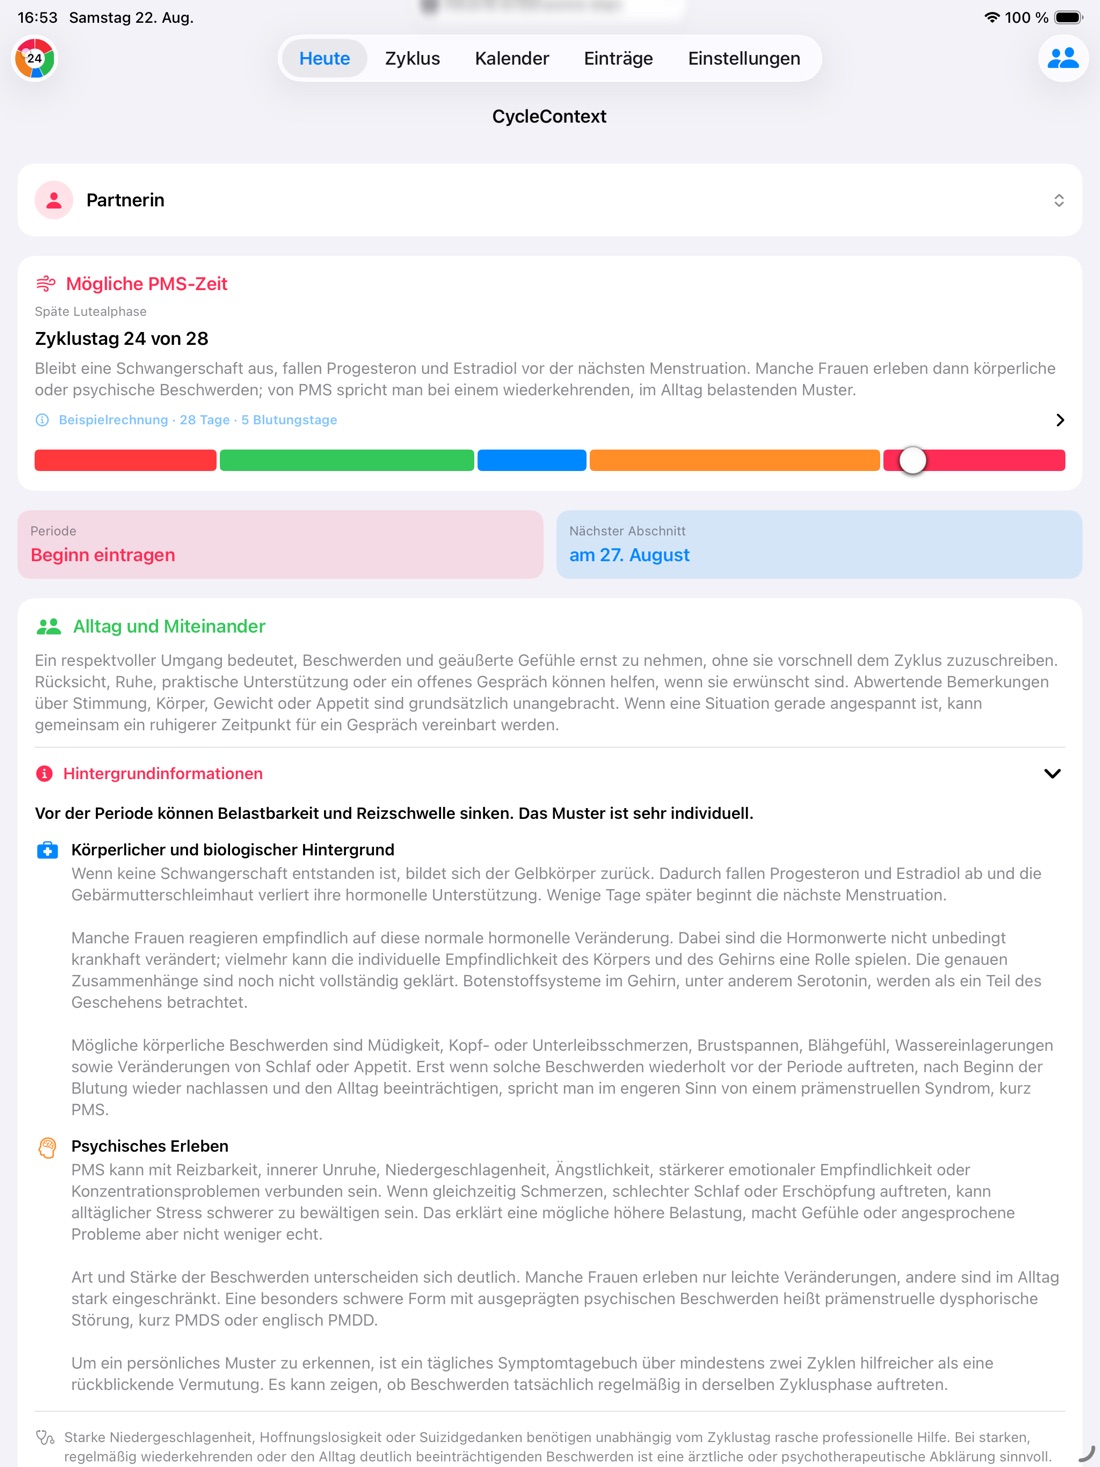 16:53 Samstag 22. Aug.
100 %
24
Heute
Zyklus
Kalender
Einträge
Einstellungen
CycleContext
Partnerin
Mögliche PMS-Zeit
Späte Lutealphase
Zyklustag 24 von 28
Bleibt eine Schwangerschaft aus, fallen Progesteron und Estradiol vor der nächsten Menstruation. Manche Frauen erleben dann körperliche
oder psychische Beschwerden; von PMS spricht man bei einem wiederkehrenden, im Alltag belastenden Muster.
Beispielrechnung · 28 Tage · 5 Blutungstage
Periode
Beginn eintragen
Nächster Abschnitt
am 27. August
Alltag und Miteinander
Ein respektvoller Umgang bedeutet, Beschwerden und geäußerte Gefühle ernst zu nehmen, ohne sie vorschnell dem Zyklus zuzuschreiben.
Rücksicht, Ruhe, praktische Unterstützung oder ein offenes Gespräch können helfen, wenn sie erwünscht sind. Abwertende Bemerkungen
über Stimmung, Körper, Gewicht oder Appetit sind grundsätzlich unangebracht. Wenn eine Situation gerade angespannt ist, kann
gemeinsam ein ruhigerer Zeitpunkt für ein Gespräch vereinbart werden.
Hintergrundinformationen
Vor der Periode können Belastbarkeit und Reizschwelle sinken. Das Muster ist sehr individuell.
Körperlicher und biologischer Hintergrund
Wenn keine Schwangerschaft entstanden ist, bildet sich der Gelbkörper zurück. Dadurch fallen Progesteron und Estradiol ab und die
Gebärmutterschleimhaut verliert ihre hormonelle Unterstützung. Wenige Tage später beginnt die nächste Menstruation.
Manche Frauen reagieren empfindlich auf diese normale hormonelle Veränderung. Dabei sind die Hormonwerte nicht unbedingt
krankhaft verändert; vielmehr kann die individuelle Empfindlichkeit des Körpers und des Gehirns eine Rolle spielen. Die genauen
Zusammenhänge sind noch nicht vollständig geklärt. Botenstoffsysteme im Gehirn, unter anderem Serotonin, werden als ein Teil des
Geschehens betrachtet.
Mögliche körperliche Beschwerden sind Müdigkeit, Kopf- oder Unterleibsschmerzen, Brustspannen, Blähgefühl, Wassereinlagerungen
sowie Veränderungen von Schlaf oder Appetit. Erst wenn solche Beschwerden wiederholt vor der Periode auftreten, nach Beginn der
Blutung wieder nachlassen und den Alltag beeinträchtigen, spricht man im engeren Sinn von einem prämenstruellen Syndrom, kurz
PMS.
Psychisches Erleben
PMS kann mit Reizbarkeit, innerer Unruhe, Niedergeschlagenheit, Ängstlichkeit, stärkerer emotionaler Empfindlichkeit oder
Konzentrationsproblemen verbunden sein. Wenn gleichzeitig Schmerzen, schlechter Schlaf oder Erschöpfung auftreten, kann
alltäglicher Stress schwerer zu bewältigen sein. Das erklärt eine mögliche höhere Belastung, macht Gefühle oder angesprochene
Probleme aber nicht weniger echt.
Art und Stärke der Beschwerden unterscheiden sich deutlich. Manche Frauen erleben nur leichte Veränderungen, andere sind im Alltag
stark eingeschränkt. Eine besonders schwere Form mit ausgeprägten psychischen Beschwerden heißt prämenstruelle dysphorische
Störung, kurz PMDS oder englisch PMDD.
Um ein persönliches Muster zu erkennen, ist ein tägliches Symptomtagebuch über mindestens zwei Zyklen hilfreicher als eine
rückblickende Vermutung. Es kann zeigen, ob Beschwerden tatsächlich regelmäßig in derselben Zyklusphase auftreten.
Starke Niedergeschlagenheit, Hoffnungslosigkeit oder Suizidgedanken benötigen unabhängig vom Zyklustag rasche professionelle Hilfe. Bei starken,
regelmäßig wiederkehrenden oder den Alltag deutlich beeinträchtigenden Beschwerden ist eine ärztliche oder psychotherapeutische Abklärung sinnvoll.